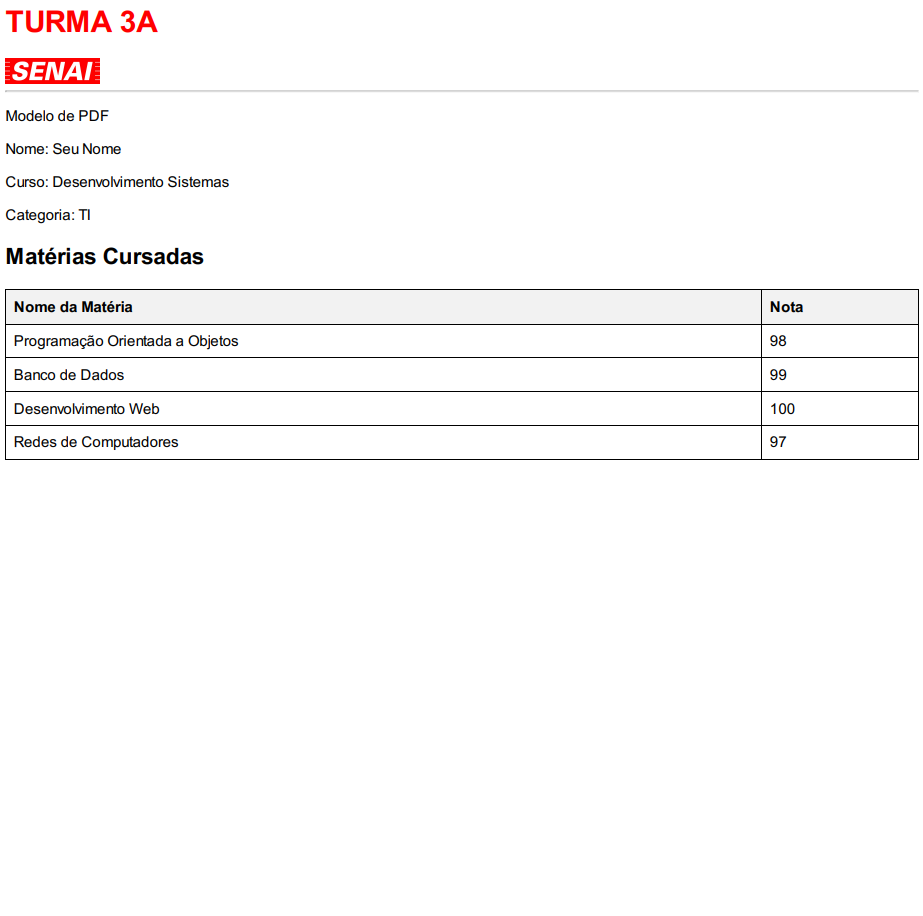 TURMA 3A
SENAI
Modelo de PDF
Nome: Seu Nome
Curso: Desenvolvimento Sistemas
Categoria: TI
Matérias Cursadas
Nome da Matéria Nota
Programação Orientada a Objetos 98
Banco de Dados 99
Desenvolvimento Web 100
Redes de Computadores 97